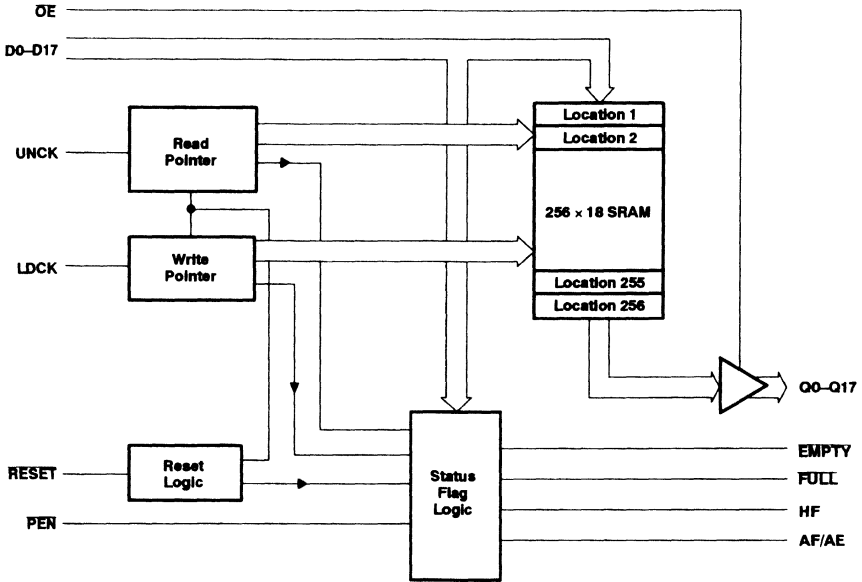 OE
D0–D17
Location 1
Location 2
Read
Pointer
UNCK
256 × 18 SRAM
Write
Pointer
LDCK
Location 255
Location 256
Q0–Q17
EMPTY
RESET
Reset
Logic
Status
Flag
Logic
FULL
HF
PEN
AF/AE